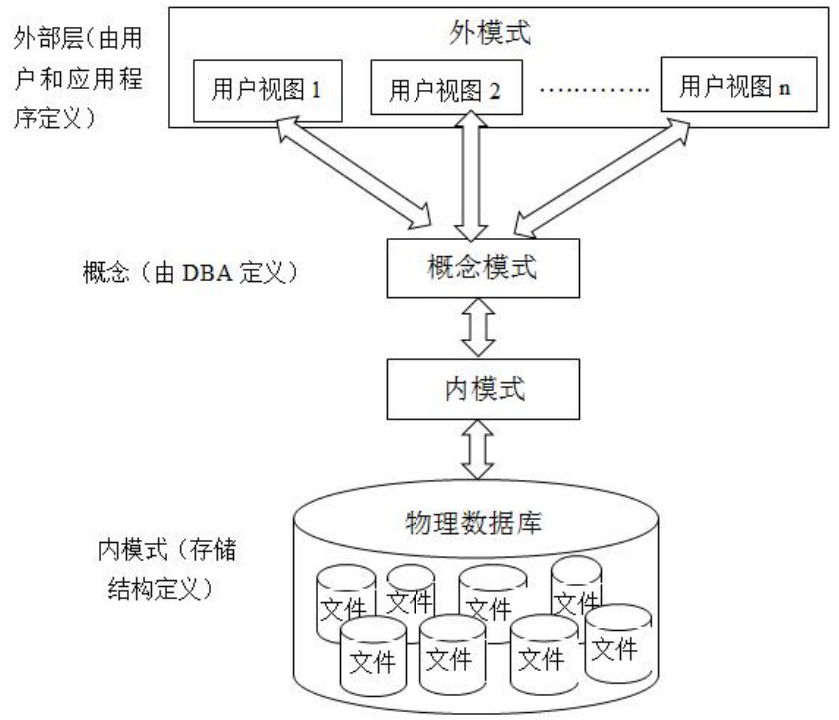 外模式
外部层(由用
户和应用程
序定义）
用户视图 1
用户视图 2
……………
用户视图 n
概念（由 DBA 定义）
概念模式
内模式
物理数据库
内模式（存储
结构定义）
文件
文件
文件
文件
文件
文件
文件
文件